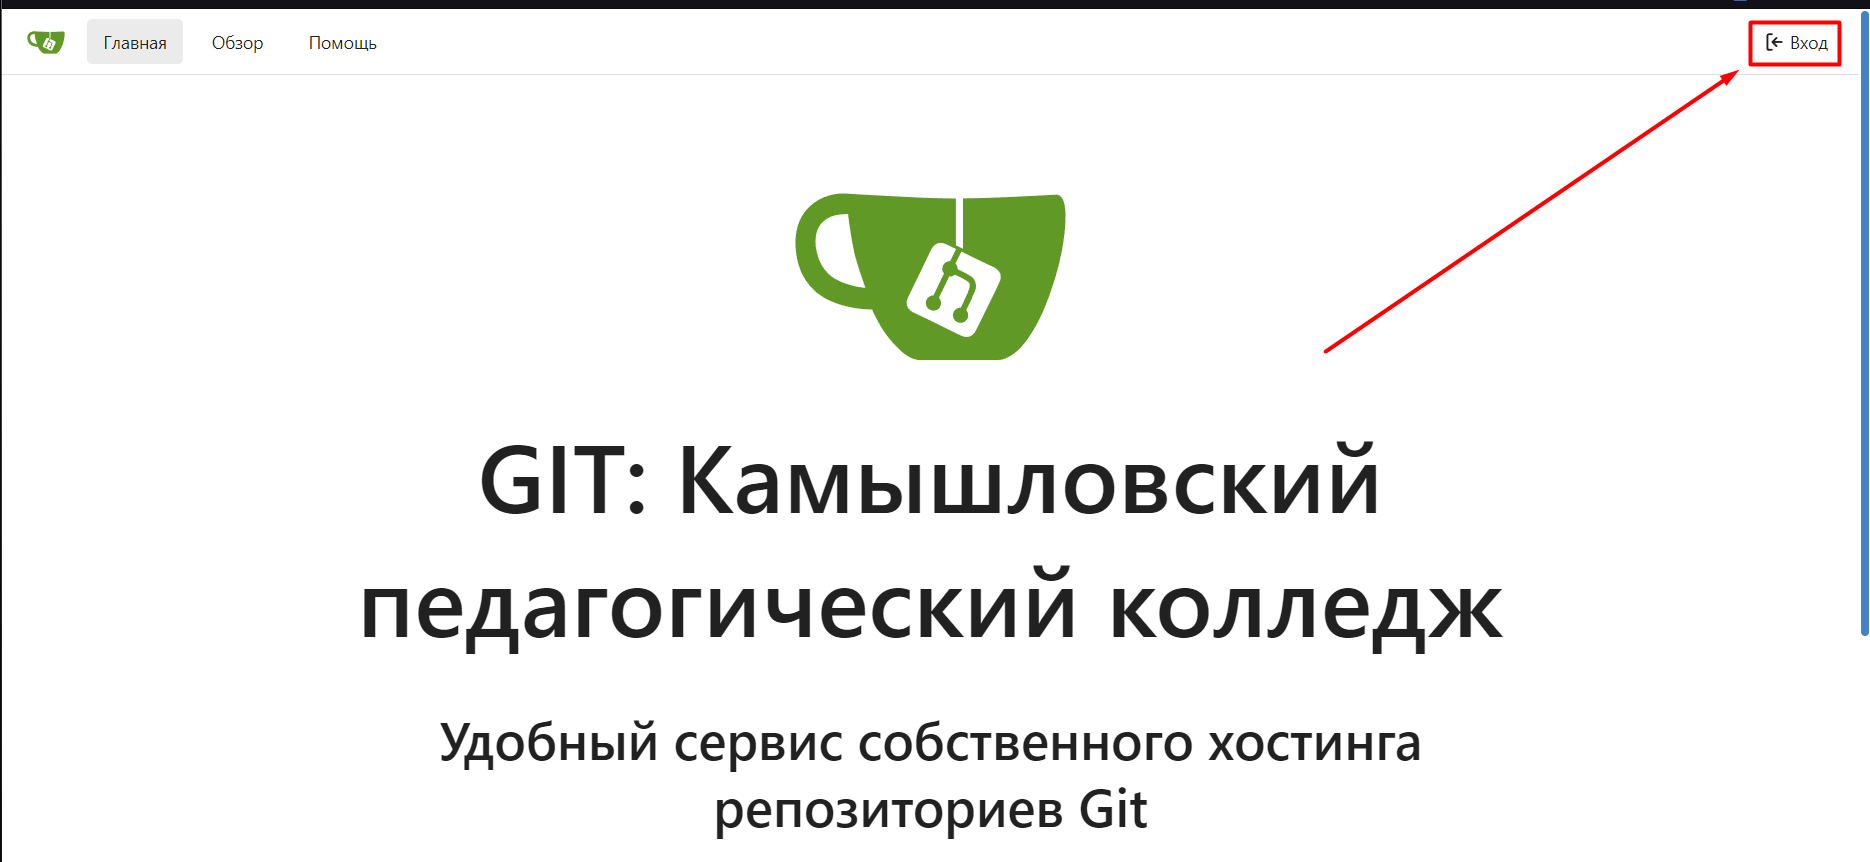 Главная Обзор Помощь Вход
GIT: Камышловский
педагогический колледж
Удобный сервис собственного хостинга
репозиториев Git